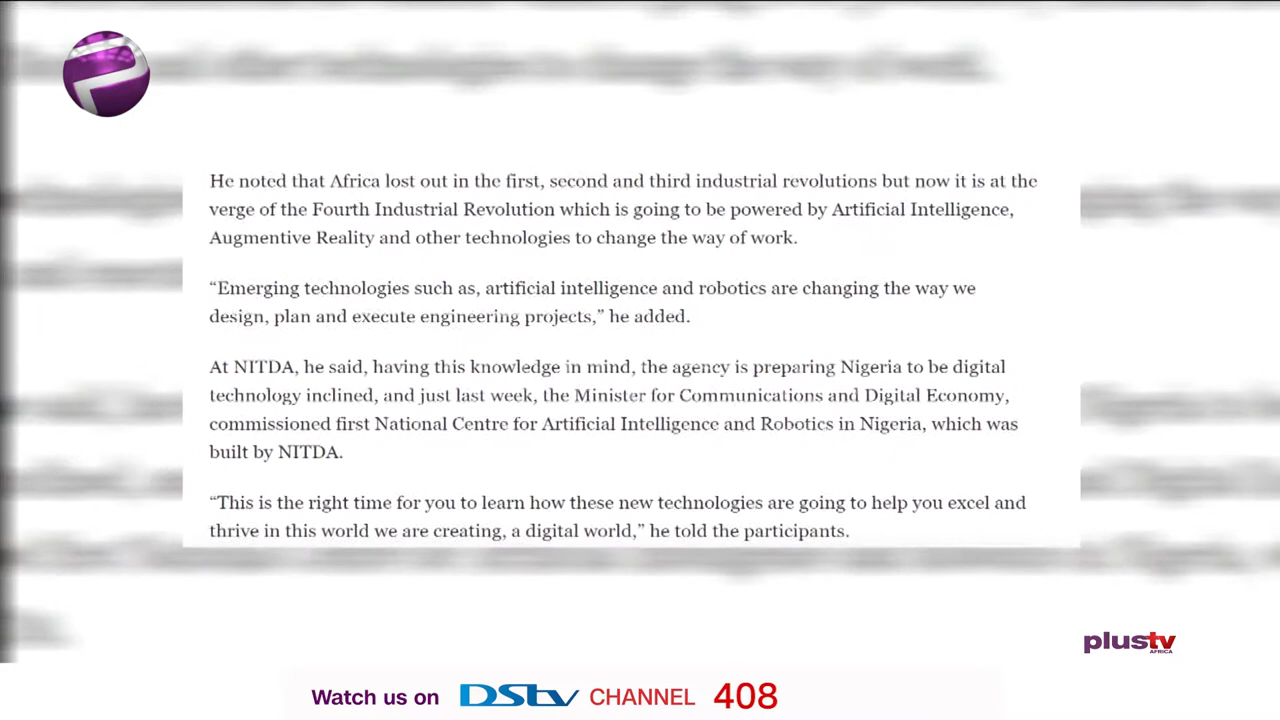 He noted that Africa lost out in the first, second and third industrial revolutions but now it is at the
verge of the Fourth Industrial Revolution which is going to be powered by Artificial Intelligence,
Augmentive Reality and other technologies to change the way of work.
“Emerging technologies such as, artificial intelligence and robotics are changing the way we
design, plan and execute engineering projects,” he added.
At NITDA, he said, having this knowledge in mind, the agency is preparing Nigeria to be digital
technology inclined, and just last week, the Minister for Communications and Digital Economy,
commissioned first National Centre for Artificial Intelligence and Robotics in Nigeria, which was
built by NITDA.
“This is the right time for you to learn how these new technologies are going to help you excel and
thrive in this world we are creating, a digital world,” he told the participants.
plustv
AFRICA
Watch us on DStv CHANNEL 408